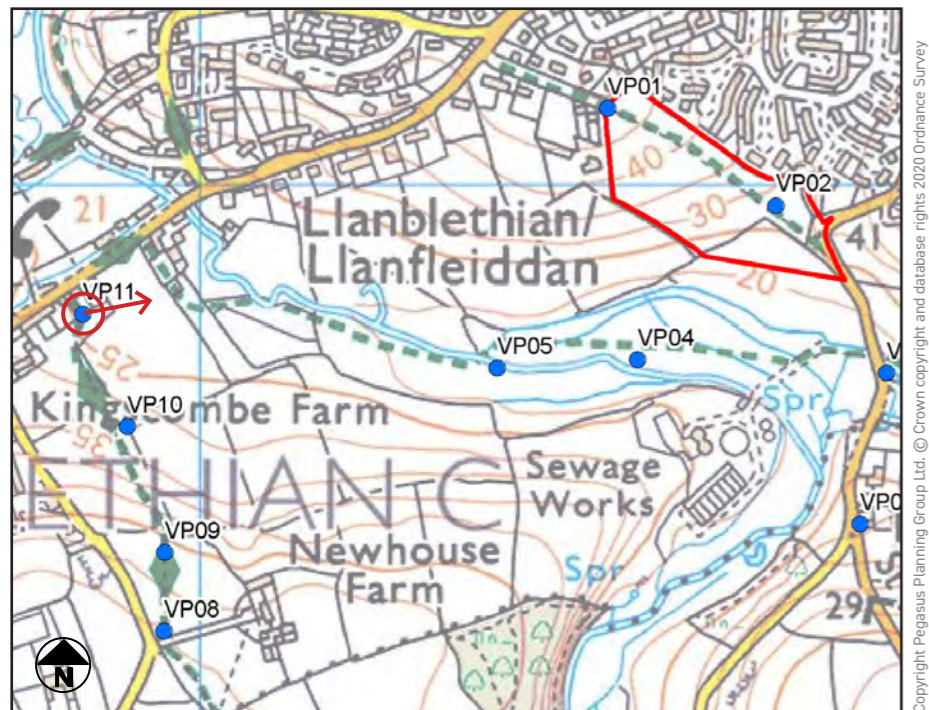 VP01
40
VP02
21
Llanblethian/
Llanfleiddan
30
41
20
VP11
VP05
VP04
25
Spr
VP10
Kingscombe Farm
35
ETHIAN C
Sewage
Works
VP09
Newhouse
Farm
Spr
VP08
29
N
Copyright Pegasus Planning Group Ltd. © Crown copyright and database rights 2020 Ordnance Survey